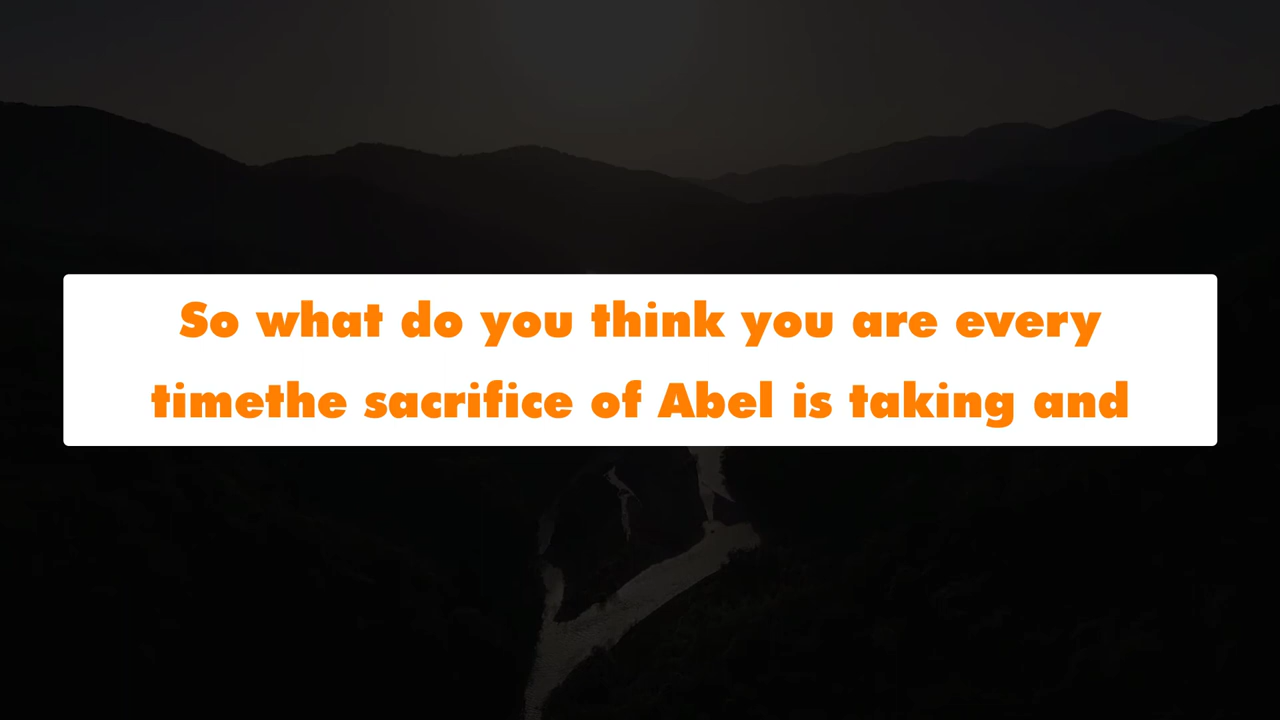 So what do you think you are every
timethe sacrifice of Abel is taking and